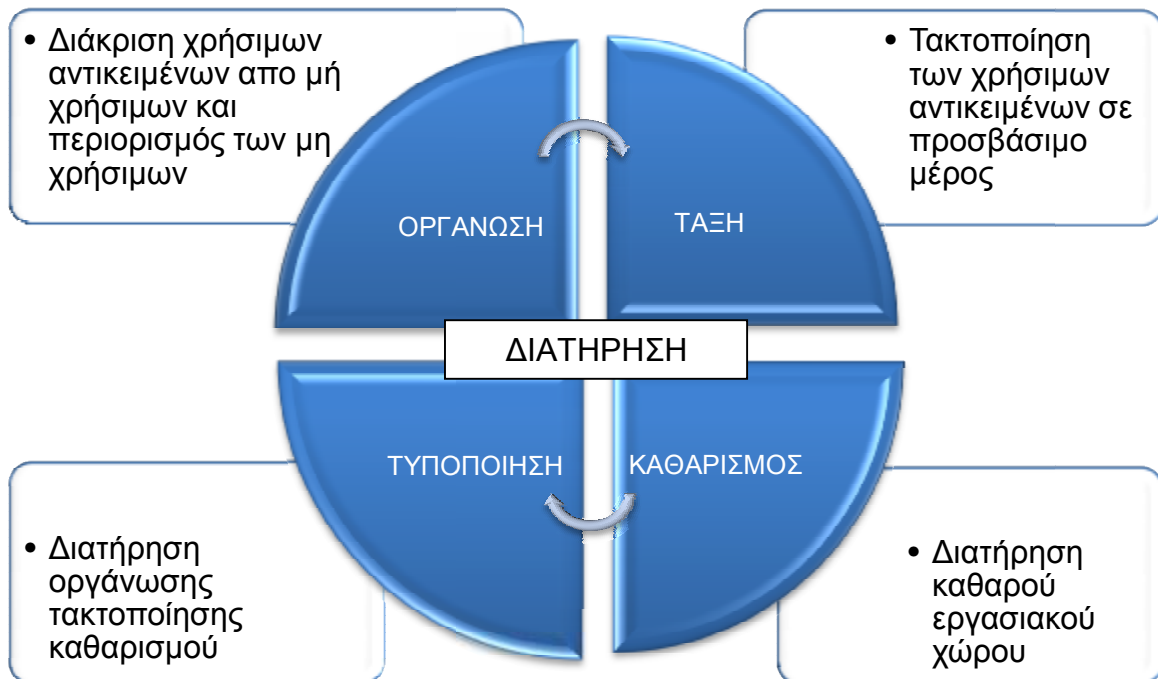 • Διάκριση χρήσιμων
αντικειμένων απο μή
χρήσιμων και
περιορισμός των μη
χρήσιμων
• Τακτοποίηση
των χρήσιμων
αντικειμένων σε
προσβάσιμο
μέρος
ΟΡΓΑΝΩΣΗ
ΤΑΞΗ
ΔΙΑΤΗΡΗΣΗ
ΤΥΠΟΠΟΙΗΣΗ
ΚΑΘΑΡΙΣΜΟΣ
• Διατήρηση
οργάνωσης
τακτοποίησης
καθαρισμού
• Διατήρηση
καθαρού
εργασιακού
χώρου